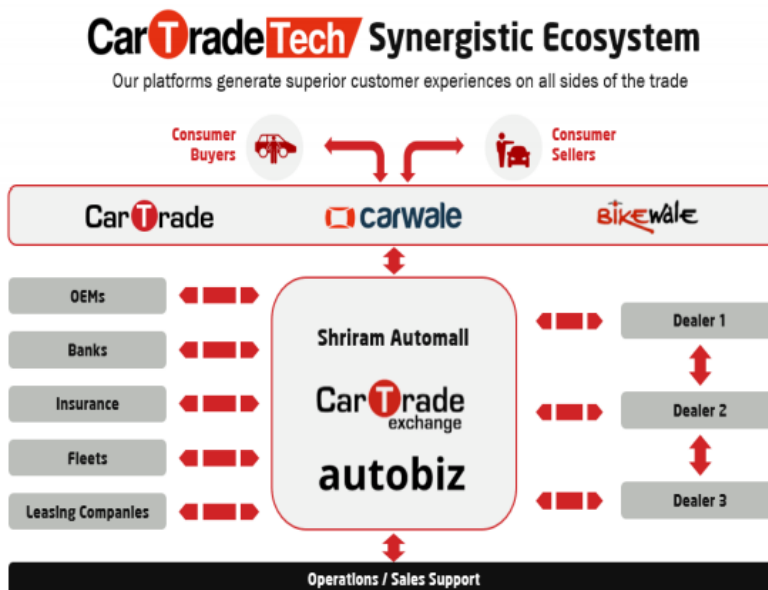 CarTradeTech Synergistic Ecosystem
Our platforms generate superior customer experiences on all sides of the trade
Consumer
Buyers
Consumer
Sellers
CarTrade
carwale
BikeWale
OEMs
Banks
Insurance
Fleets
Leasing Companies
Shriram Automall
CarTrade
exchange
autobiz
Dealer 1
Dealer 2
Dealer 3
Operations / Sales Support